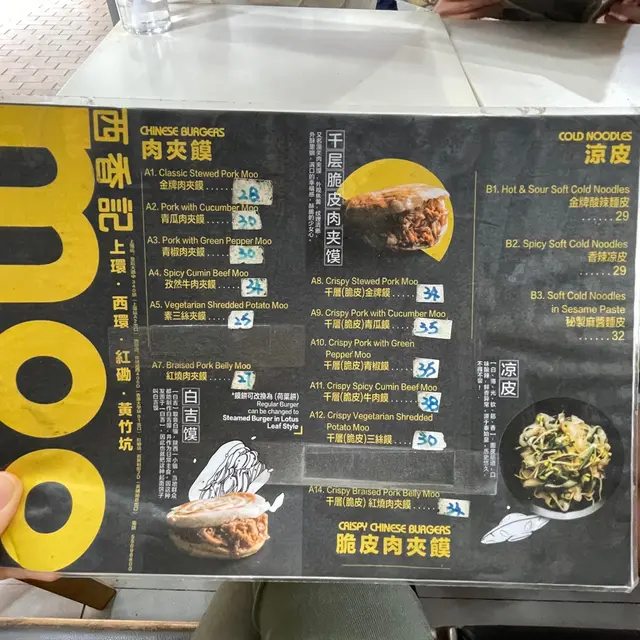 moo
西香記
上環・西環・紅磡・黃竹坑
CHINESE BURGERS
肉夾饃
A1. Classic Stewed Pork Moo
金牌肉夾饃..... 28
A2. Pork with Cucumber Moo
青瓜肉夾饃..... 30
A3. Pork with Green Pepper Moo
青椒肉夾饃..... 30
A4. Spicy Cumin Beef Moo
孜然牛肉夾饃.... 34
A5. Vegetarian Shredded Potato Moo
素三絲夾饃..... 25
A7. Braised Pork Belly Moo
紅燒肉夾饃..... 27
*饃餅可改換為 (荷葉餅)
Regular Burger
can be changed to
Steamed Burger in Lotus
Leaf Style
白吉馍
千层脆皮肉夹馍
A8. Crispy Stewed Pork Moo
千層(脆皮)金牌饃.... 34
A9. Crispy Pork with Cucumber Moo
千層(脆皮)青瓜饃.... 35
A10. Crispy Pork with Green
Pepper Moo
千層(脆皮)青椒饃.... 35
A11. Crispy Spicy Cumin Beef Moo
千層(脆皮)牛肉饃.... 38
A12. Crispy Vegetarian Shredded
Potato Moo
千層(脆皮)三絲饃.... 30
A14. Crispy Braised Pork Belly Moo
千層(脆皮) 紅燒肉夾饃....
CRISPY CHINESE BURGERS
脆皮肉夾饃
COLD NOODLES
涼皮
B1. Hot & Sour Soft Cold Noodles
金牌酸辣麵皮
......29
B2. Spicy Soft Cold Noodles
香辣凉皮
......29
B3. Soft Cold Noodles
in Sesame Paste
秘製麻醬麵皮
......32
凉皮